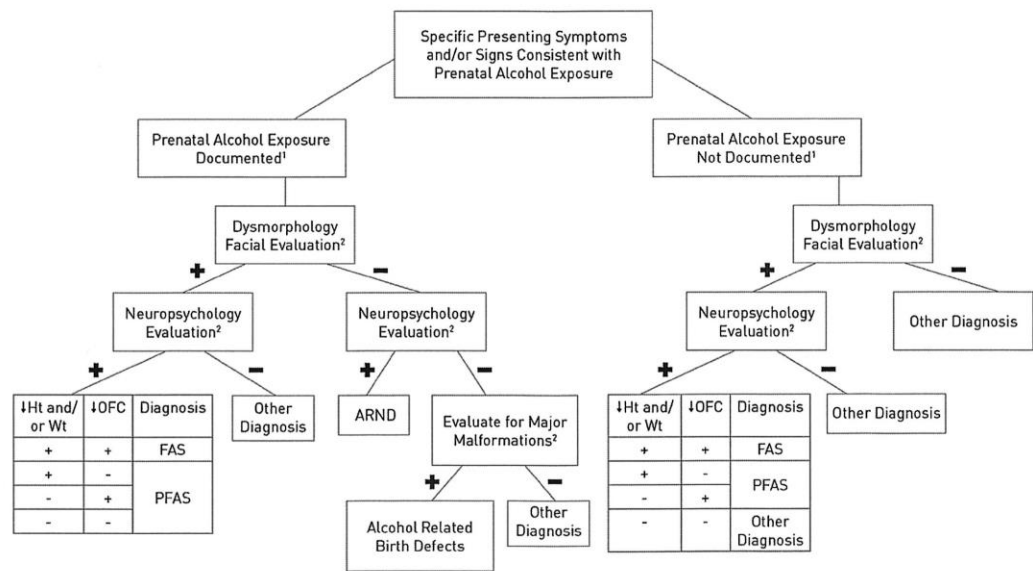 Specific Presenting Symptoms
and/or Signs Consistent with
Prenatal Alcohol Exposure
Prenatal Alcohol Exposure
Documented¹
Prenatal Alcohol Exposure
Not Documented¹
Dysmorphology
Facial Evaluation²
Dysmorphology
Facial Evaluation²
+ −
+ −
Neuropsychology
Evaluation²
Neuropsychology
Evaluation²
Neuropsychology
Evaluation²
Other Diagnosis
+ −
+ −
+ −
↓Ht and/
or Wt
↓OFC
Diagnosis
+ + FAS
+ - PFAS
- +
- -
Other
Diagnosis
ARND
Evaluate for Major
Malformations²
+ −
Alcohol Related
Birth Defects
Other
Diagnosis
↓Ht and/
or Wt
↓OFC
Diagnosis
+ + FAS
+ - PFAS
- +
- - Other
Diagnosis
Other Diagnosis